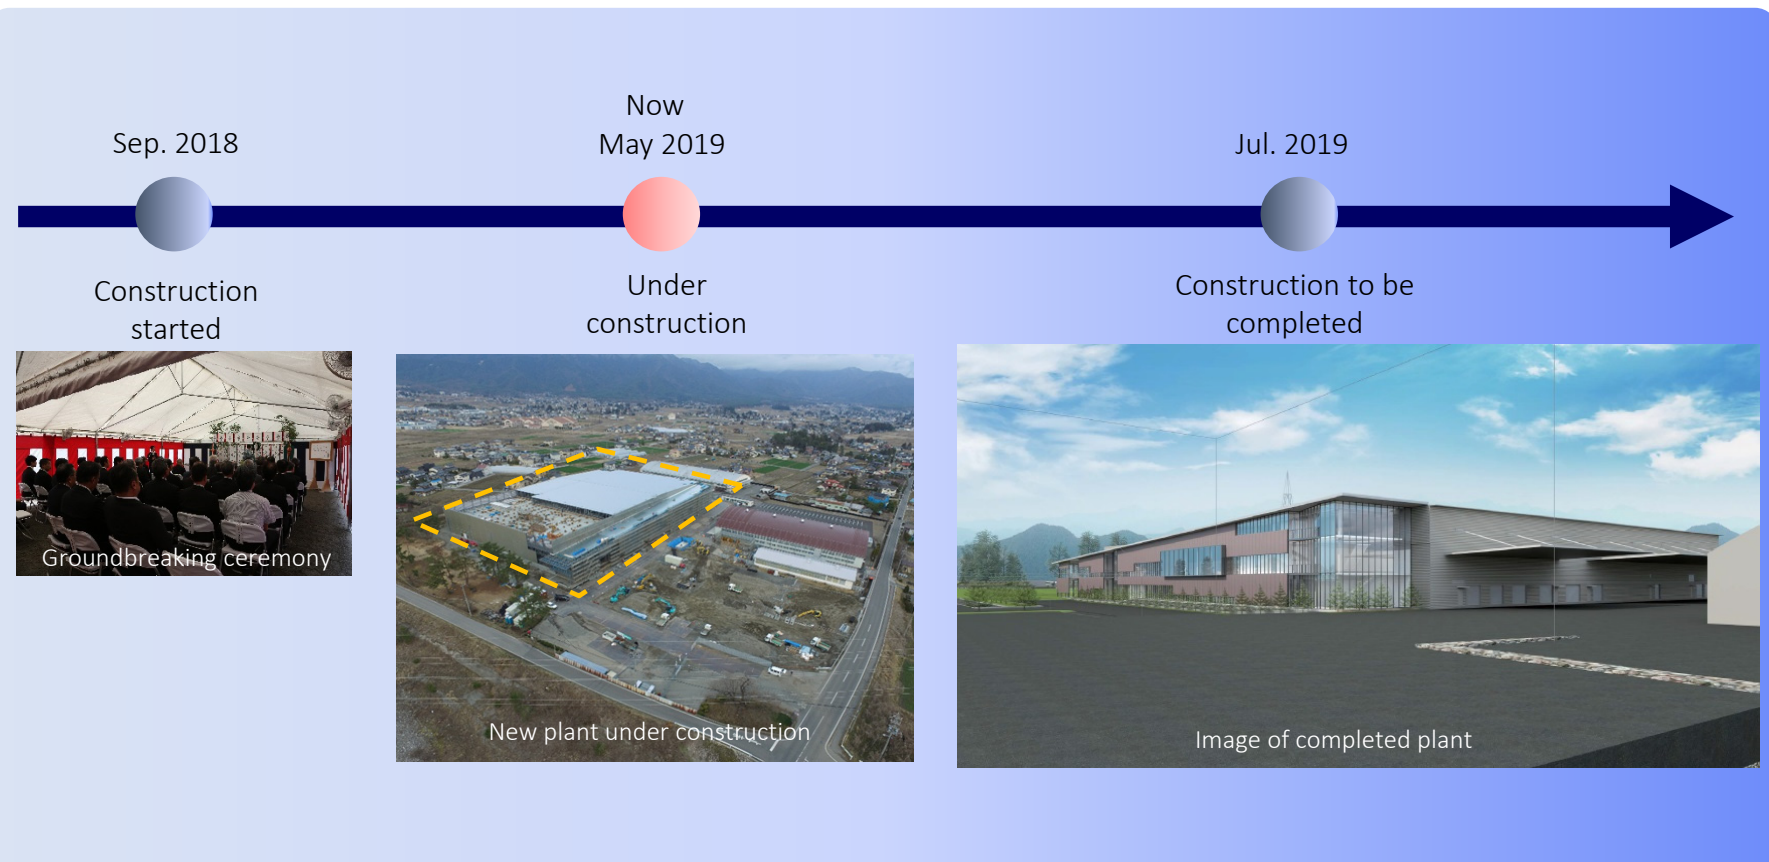 Now
Sep. 2018
May 2019
Jul. 2019
Construction
started
Under
construction
Construction to be
completed
Groundbreaking ceremony
New plant under construction
Image of completed plant